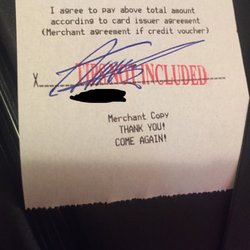 I agree to pay above total amount
according to card issuer agreement
(Merchant agreement if credit voucher)
X TIPS NOT INCLUDED
Merchant Copy
THANK YOU!
COME AGAIN!